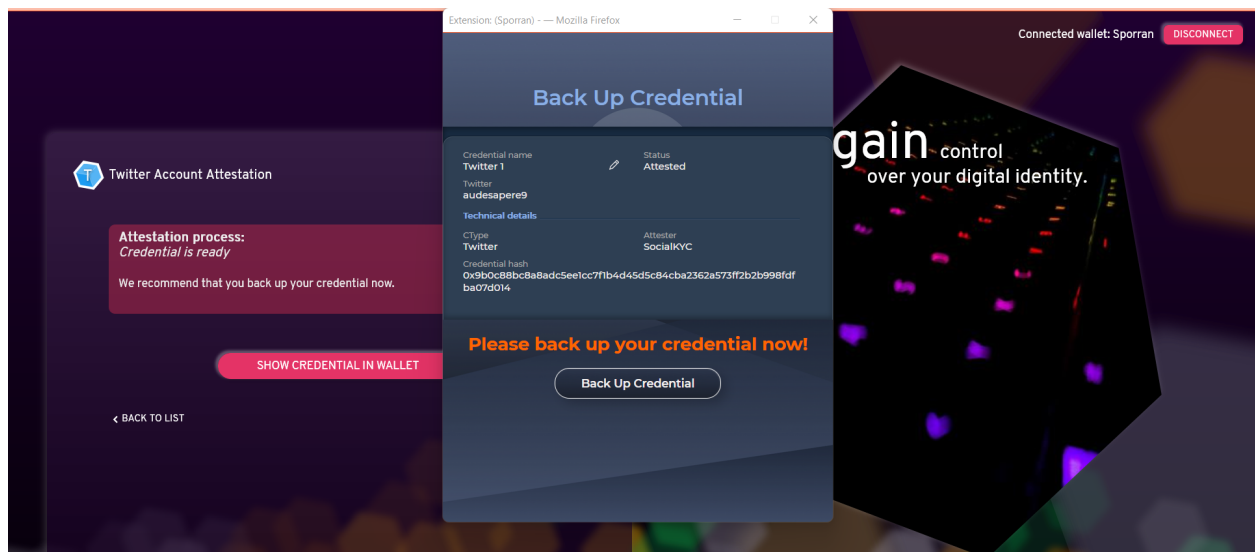 Extension: (Sporran) - — Mozilla Firefox
Connected wallet: Sporran
DISCONNECT
Back Up Credential
T
Twitter Account Attestation
Attestation process:
Credential is ready
We recommend that you back up your credential now.
SHOW CREDENTIAL IN WALLET
BACK TO LIST
Credential name
Status
Twitter 1
Attested
Twitter
audesapere9
Technical details
CType
Attester
Twitter
SocialKYC
Credential hash
0x9b0c88bc8a8adc5ee1cc7f1b4d45d5c84cba2362a573ff2b2b998fdf
ba07d014
Please back up your credential now!
Back Up Credential
gain control
over your digital identity.